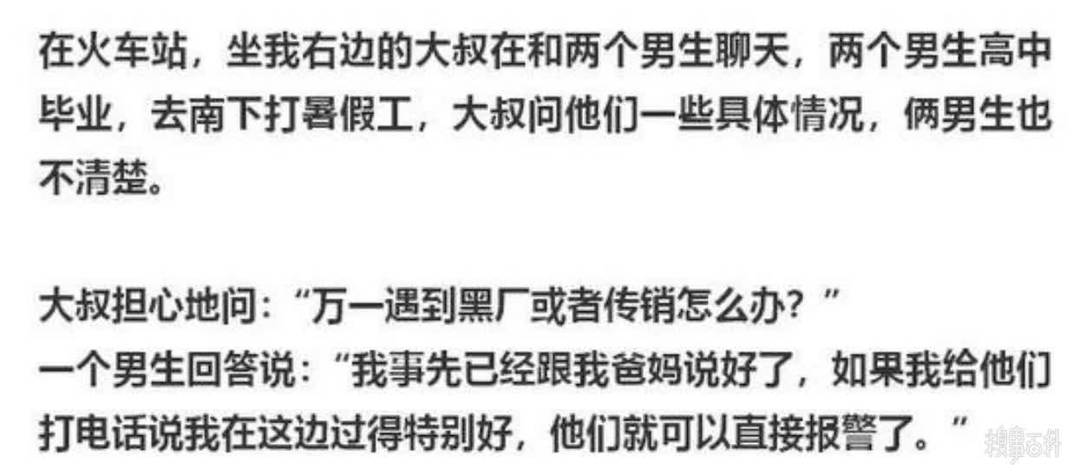 在火车站，坐我右边的大叔在和两个男生聊天，两个男生高中
毕业，去南下打暑假工，大叔问他们一些具体情况，俩男生也
不清楚。
大叔担心地问：“万一遇到黑厂或者传销怎么办？”
一个男生回答说：“我事先已经跟我爸妈说好了，如果我给他们
打电话说我在这边过得特别好，他们就可以直接报警了。”